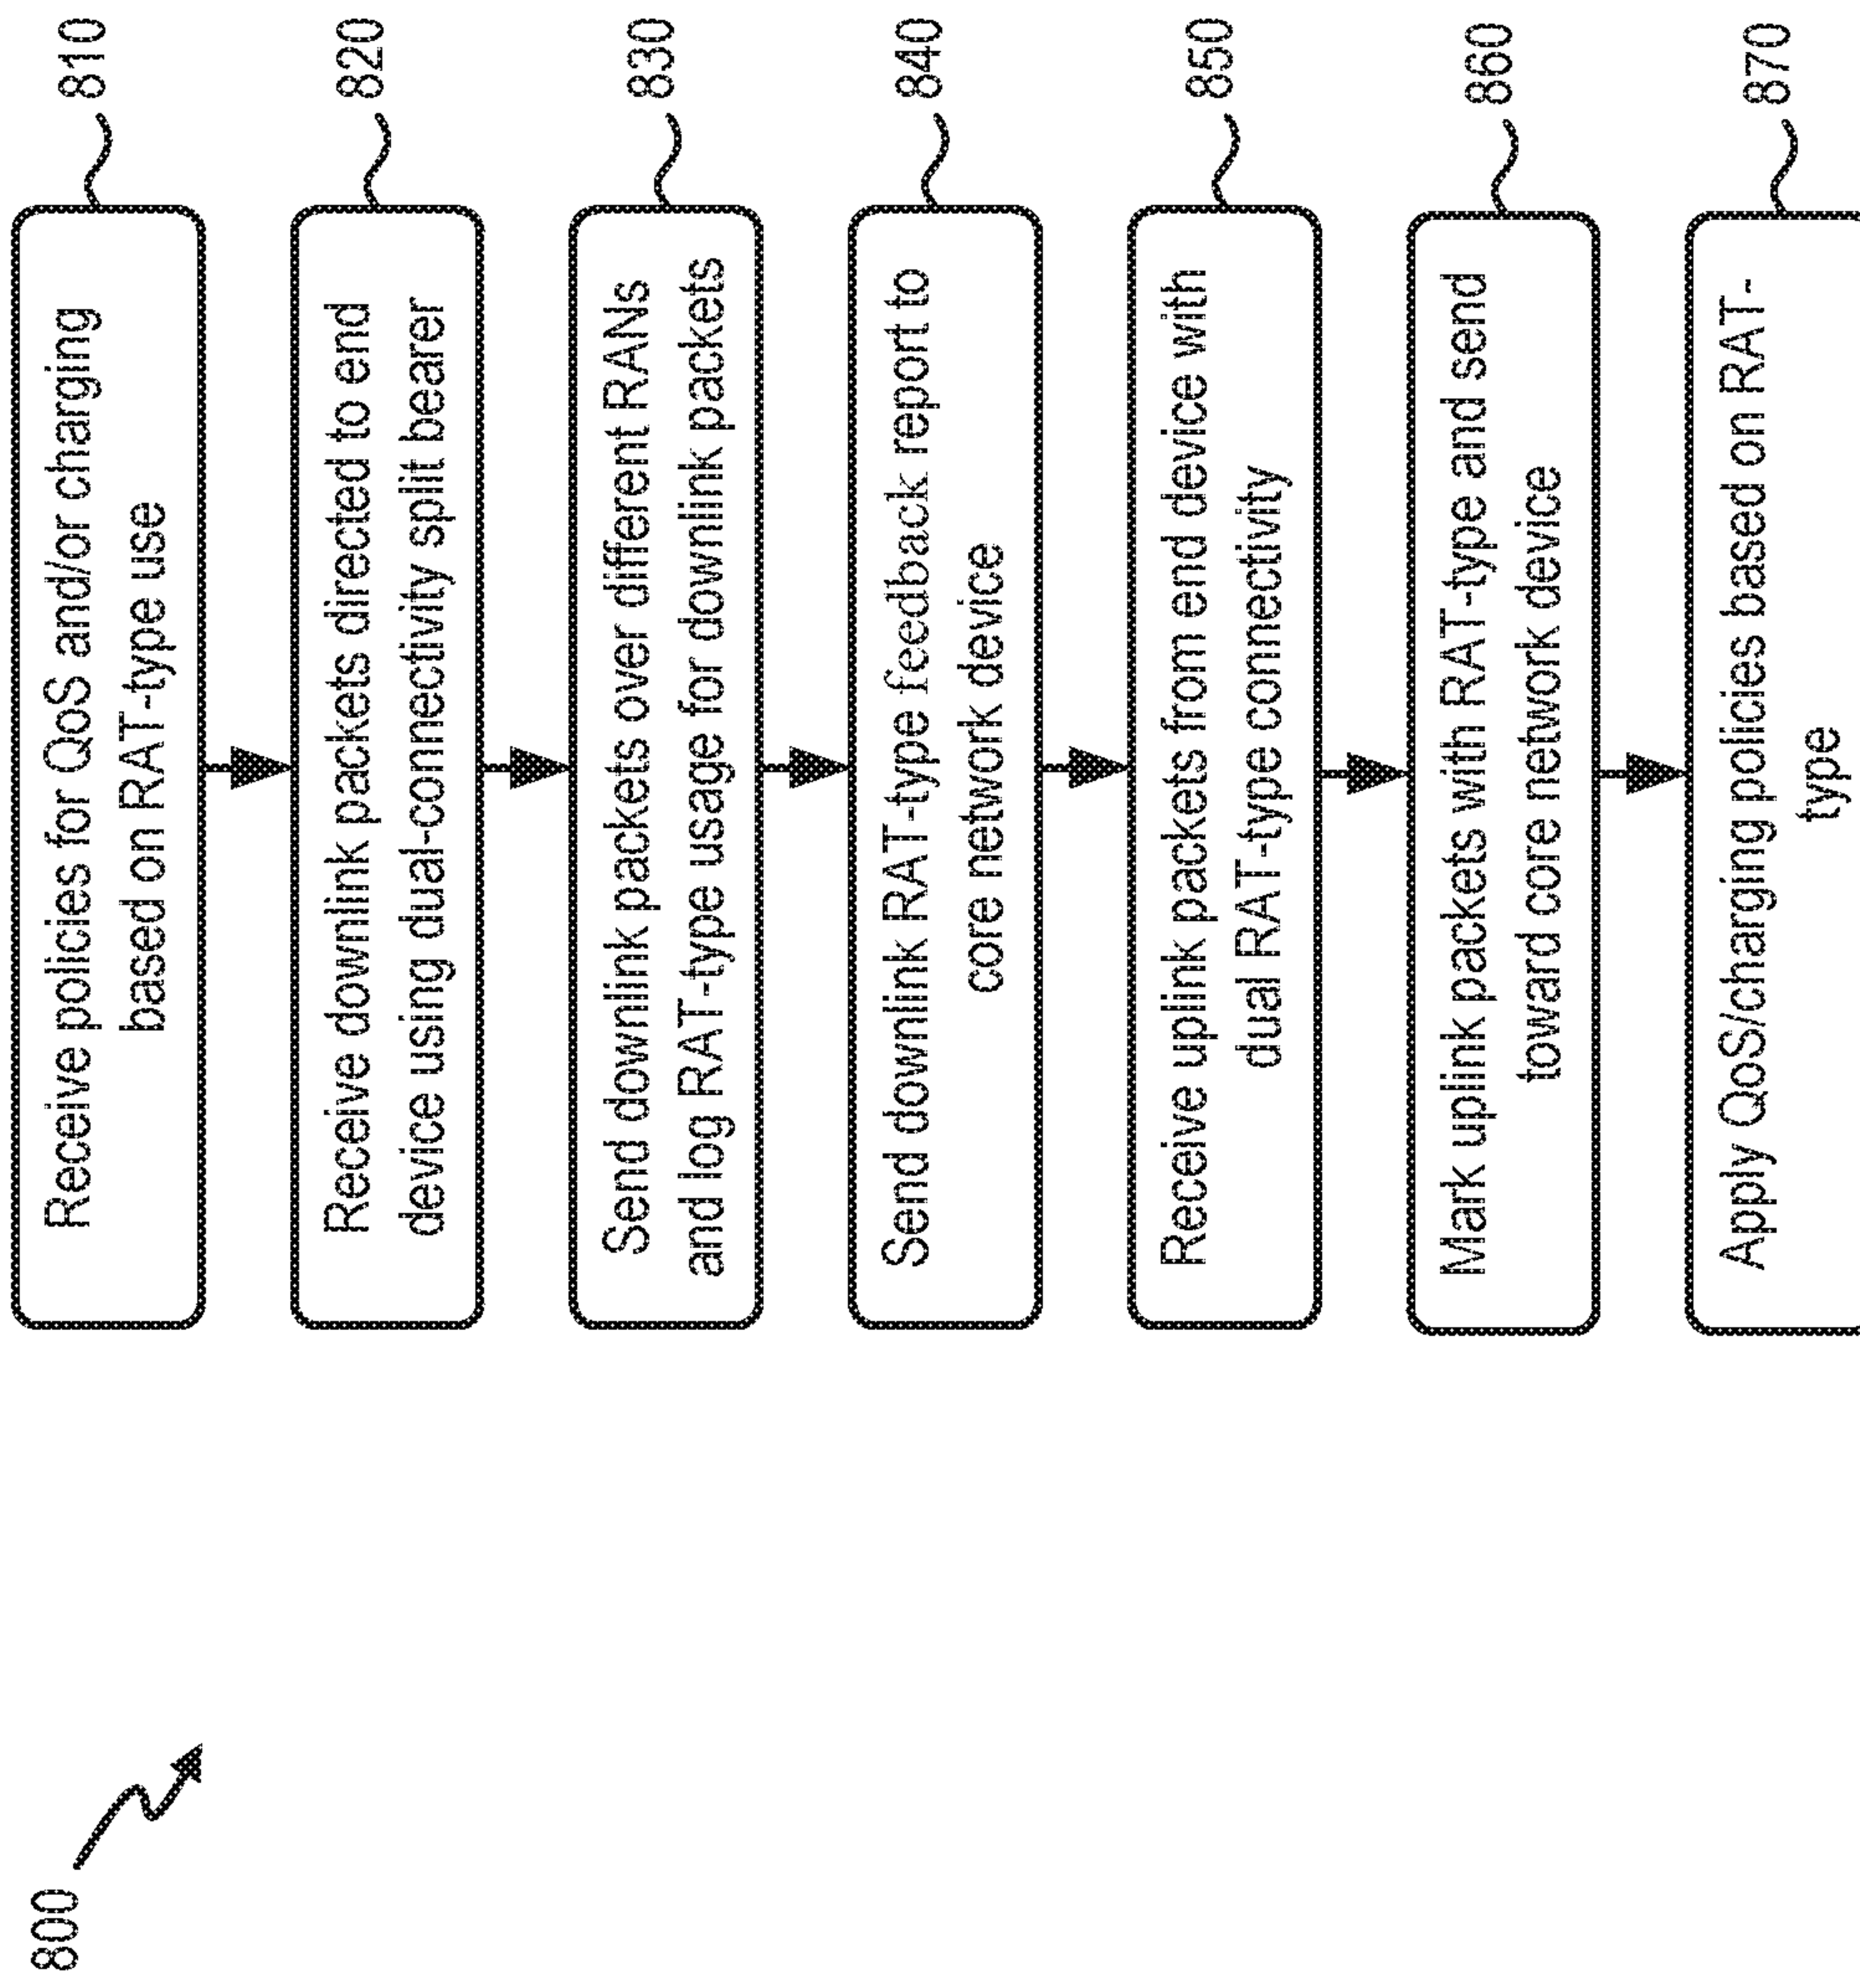 800
Receive policies for QoS and/or charging
based on RAT-type use
810
Receive downlink packets directed to end
device using dual-connectivity split bearer
820
Send downlink packets over different RANs
and log RAT-type usage for downlink packets
830
Send downlink RAT-type feedback report to
core network device
840
Receive uplink packets from end device with
dual RAT-type connectivity
850
Mark uplink packets with RAT-type and send
toward core network device
860
Apply QoS/charging policies based on RAT-
type
870